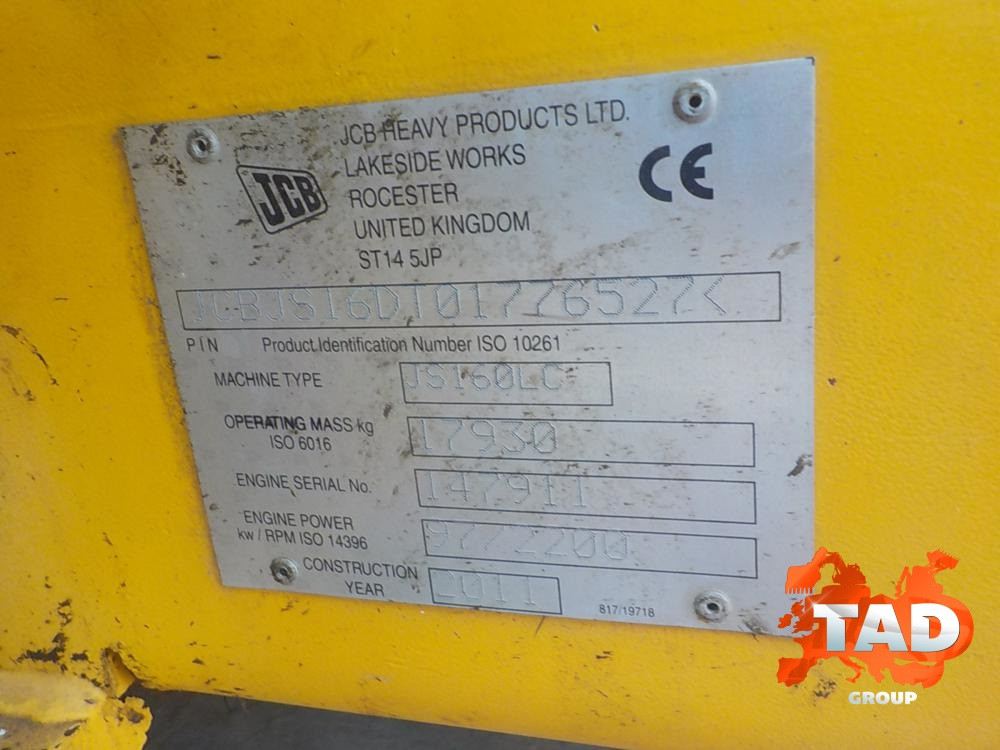 JCB HEAVY PRODUCTS LTD.
LAKESIDE WORKS
ROCESTER
UNITED KINGDOM
ST14 5JP
JCB
CE
JCBJS16DT01776527<
PIN Product Identification Number ISO 10261
MACHINE TYPE JS160LC
OPERATING MASS kg
ISO 6016
17930
ENGINE SERIAL No. 147911
ENGINE POWER
kw / RPM ISO 14396
97/2200
CONSTRUCTION
YEAR
2011
817/19718
TAD
GROUP